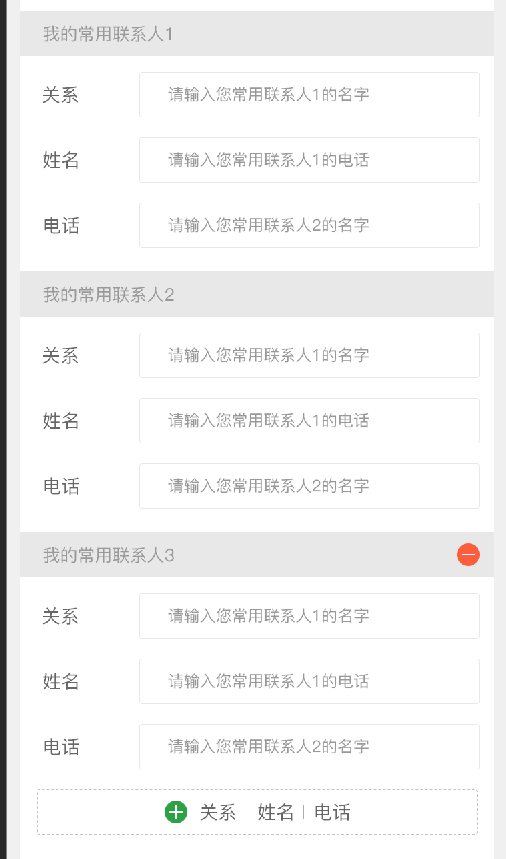 我的常用联系人1
关系 请输入您常用联系人1的名字
姓名 请输入您常用联系人1的电话
电话 请输入您常用联系人2的名字
我的常用联系人2
关系 请输入您常用联系人1的名字
姓名 请输入您常用联系人1的电话
电话 请输入您常用联系人2的名字
我的常用联系人3
关系 请输入您常用联系人1的名字
姓名 请输入您常用联系人1的电话
电话 请输入您常用联系人2的名字
关系 姓名 | 电话